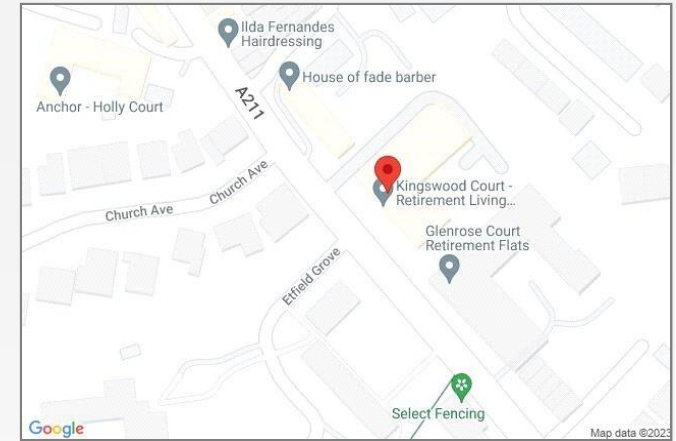 Ilda Fernandes
Hairdressing
House of fade barber
Anchor - Holly Court
A211
Church Ave
Church Ave
Kingswood Court -
Retirement Living...
Glenrose Court
Retirement Flats
Etfield Grove
Select Fencing
Google
Map data ©2023